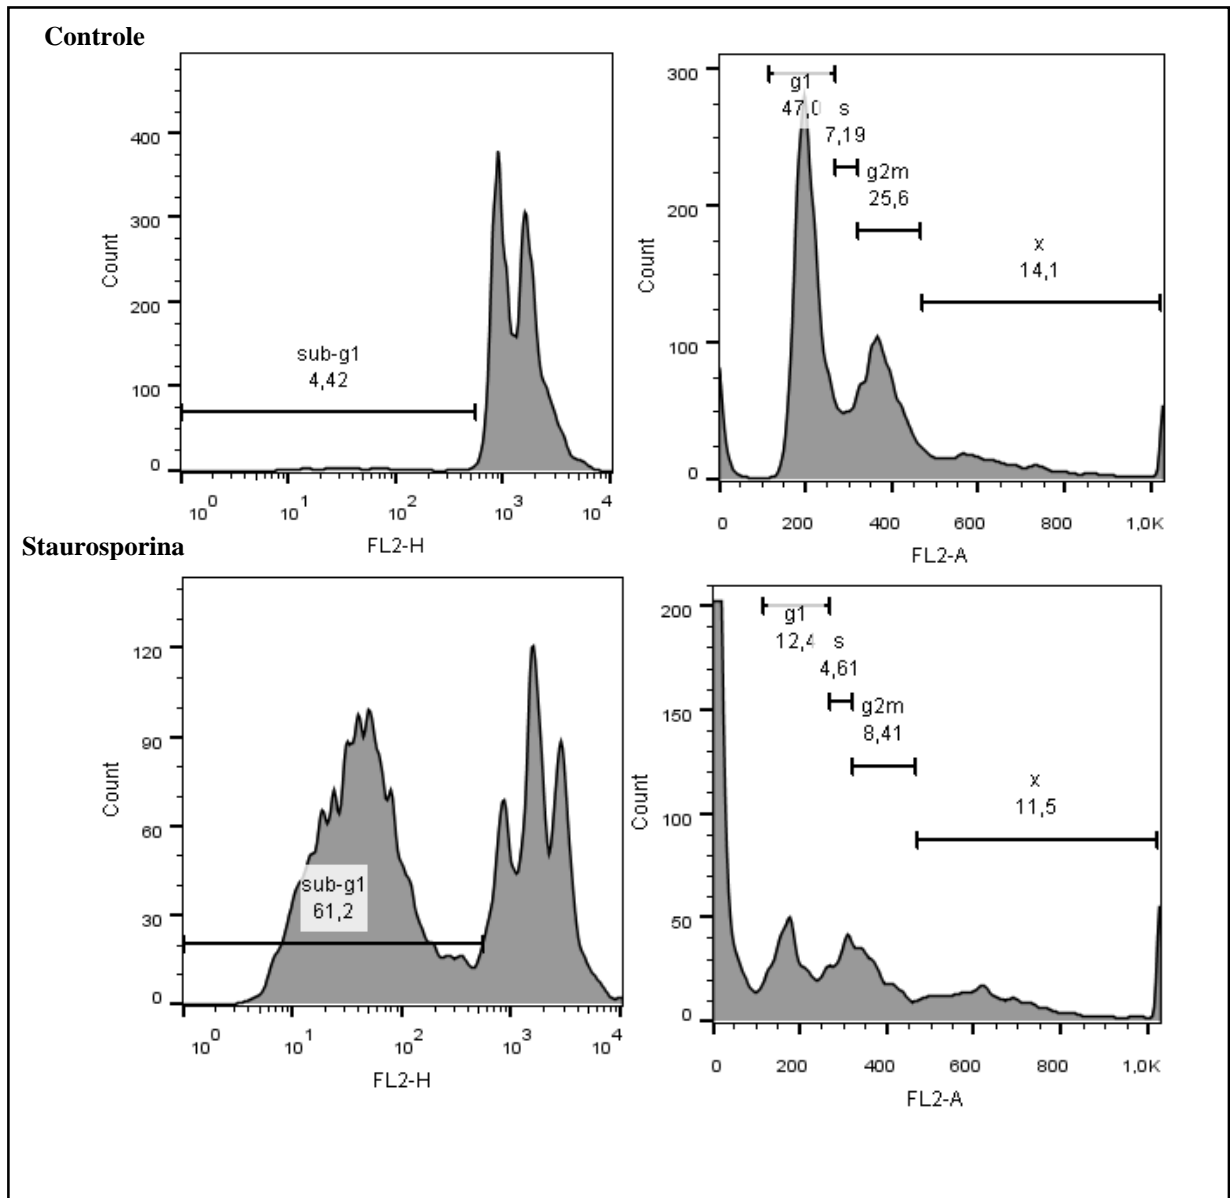 Controle
Count
400
300
200
100
0
sub-g1
4,42
10^0 10^1 10^2 10^3 10^4
FL2-H
Count
300
200
100
0
g1
47,0
s
7,19
g2m
25,6
x
14,1
0 200 400 600 800 1,0K
FL2-A
Staurosporina
Count
120
90
60
30
0
sub-g1
61,2
10^0 10^1 10^2 10^3 10^4
FL2-H
Count
200
150
100
50
0
g1
12,4
s
4,61
g2m
8,41
x
11,5
0 200 400 600 800 1,0K
FL2-A